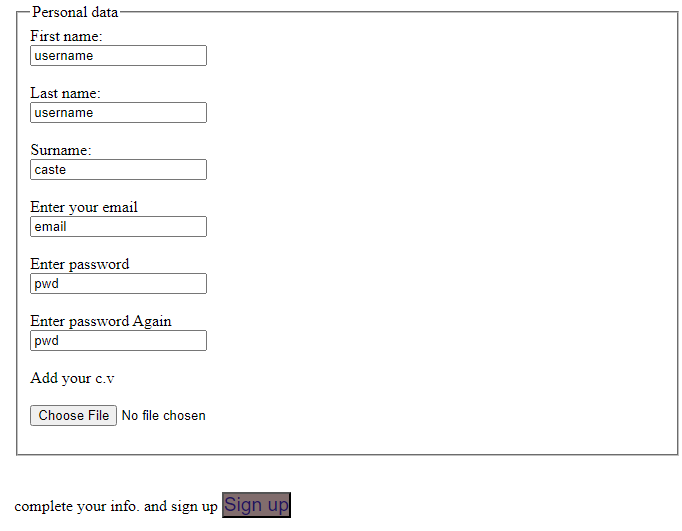 Personal data
First name:
username
Last name:
username
Surname:
caste
Enter your email
email
Enter password
pwd
Enter password Again
pwd
Add your c.v
Choose File No file chosen
complete your info. and sign up Sign up